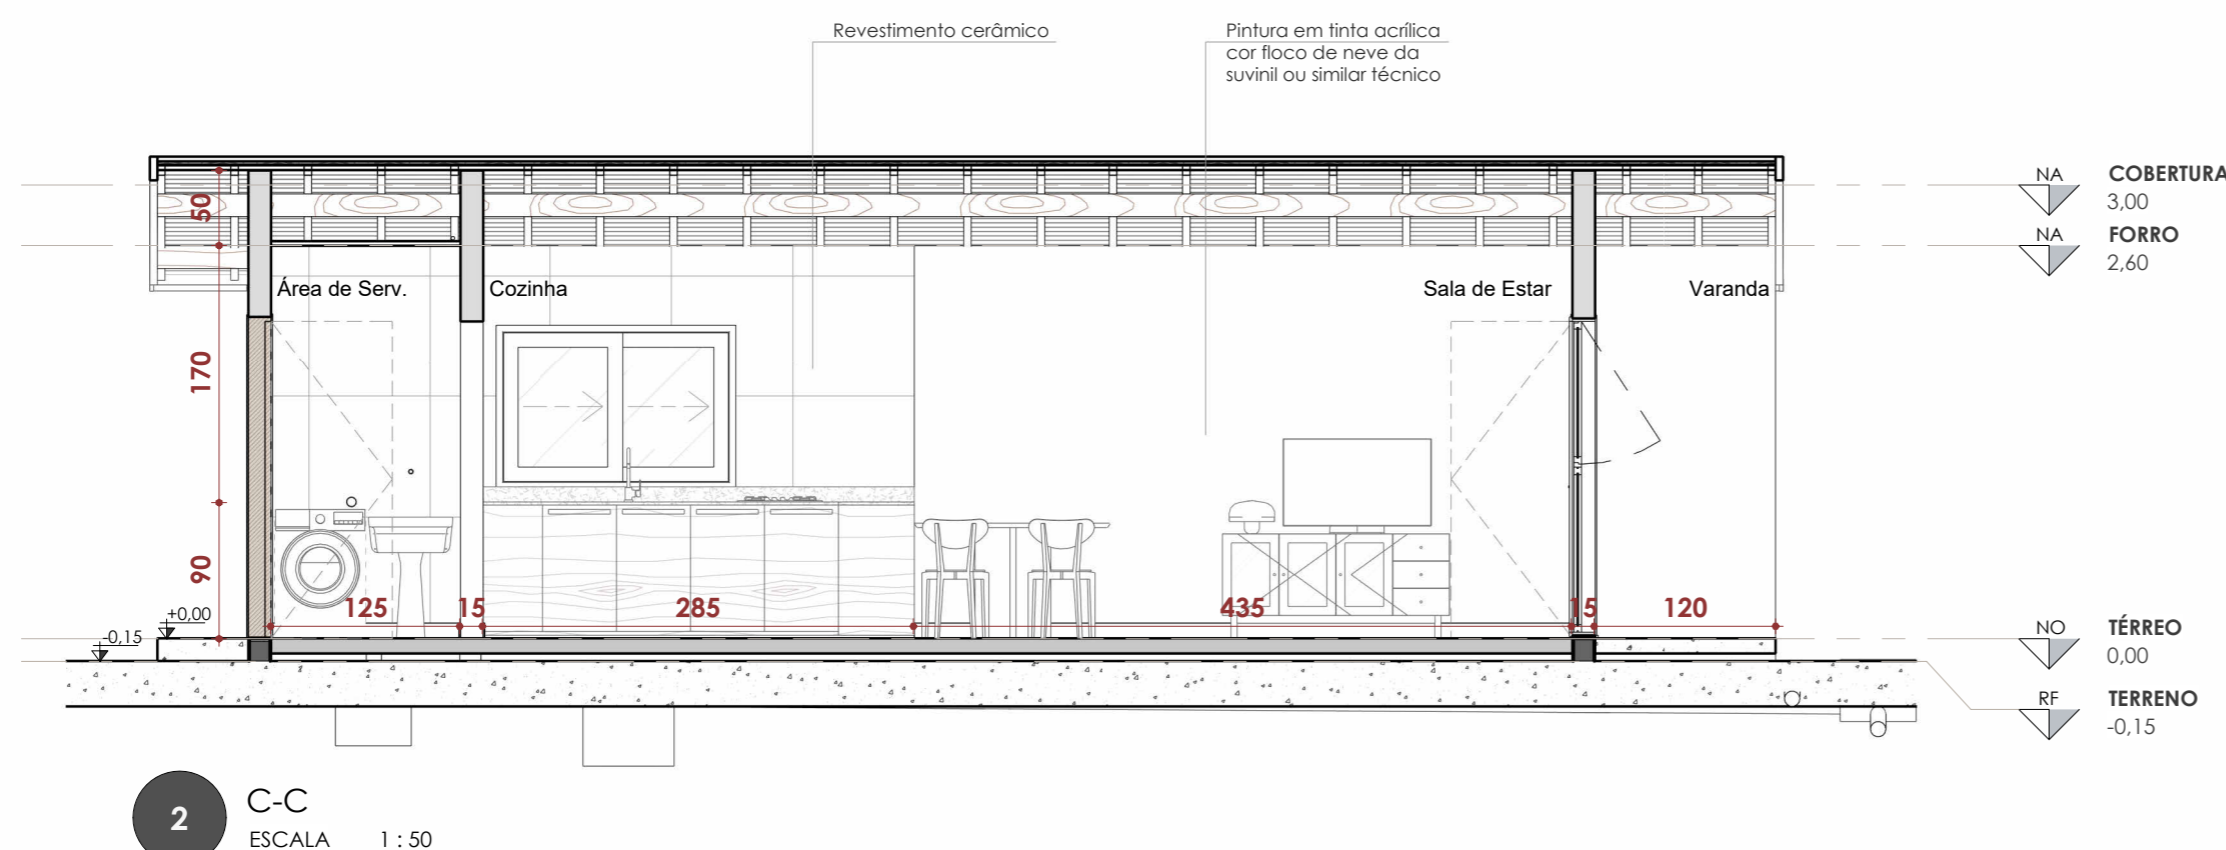 Revestimento cerâmico
Pintura em tinta acrílica
cor floco de neve da
suvinil ou similar técnico
NA COBERTURA
3,00
NA FORRO
2,60
50
Área de Serv.
Cozinha
Sala de Estar
Varanda
170
90
125
15
285
435
15
120
+0,00
-0,15
NO TÉRREO
0,00
RF TERRENO
-0,15
2
C-C
ESCALA 1 : 50